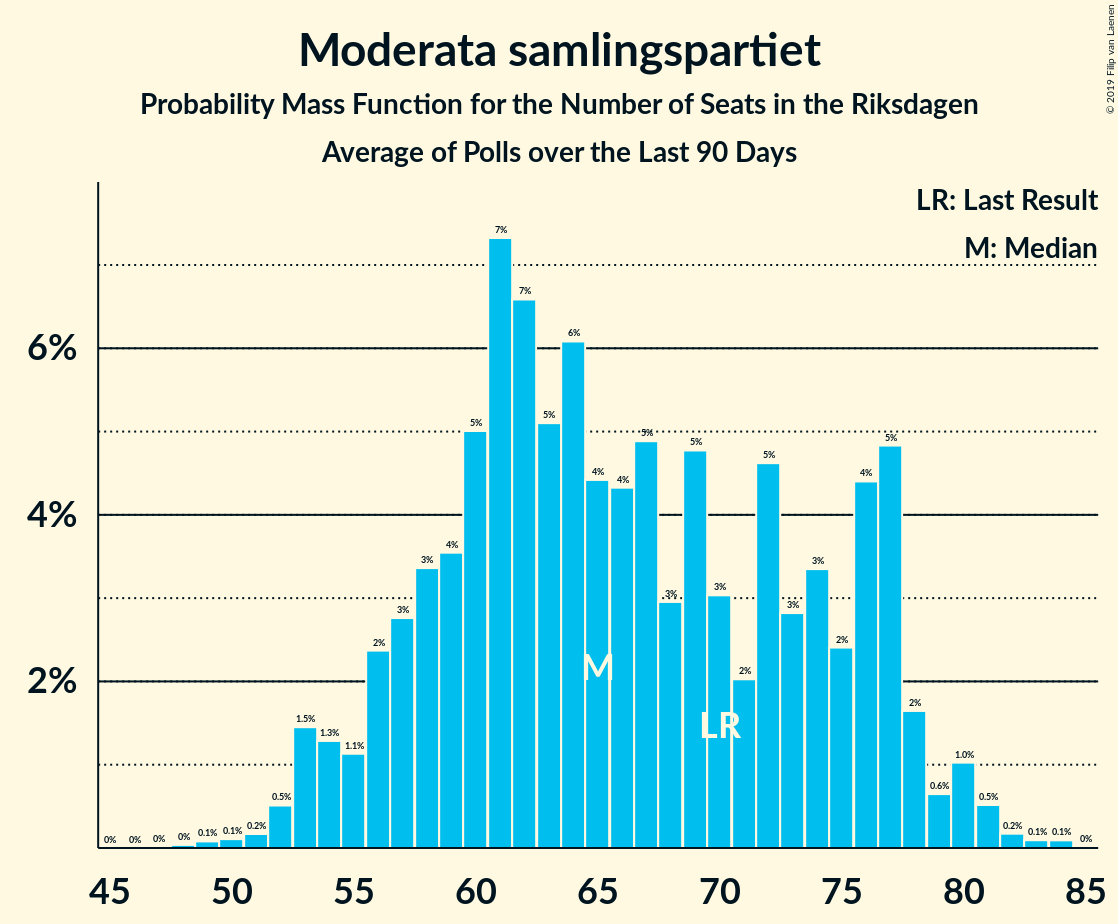 Moderata samlingspartiet
Probability Mass Function for the Number of Seats in the Riksdagen
Average of Polls over the Last 90 Days
© 2019 Filip van Laenen
LR: Last Result
M: Median
6%
4%
2%
0% 0% 0% 0% 0.1% 0.1% 0.2% 0.5% 1.5% 1.3% 1.1% 2% 3% 3% 4% 5% 7% 7% 5% 6% 4% 4% 5% 3% 5% 3% 2% 5% 3% 3% 2% 4% 5% 2% 0.6% 1.0% 0.5% 0.2% 0.1% 0.1% 0%
M
LR
45 50 55 60 65 70 75 80 85